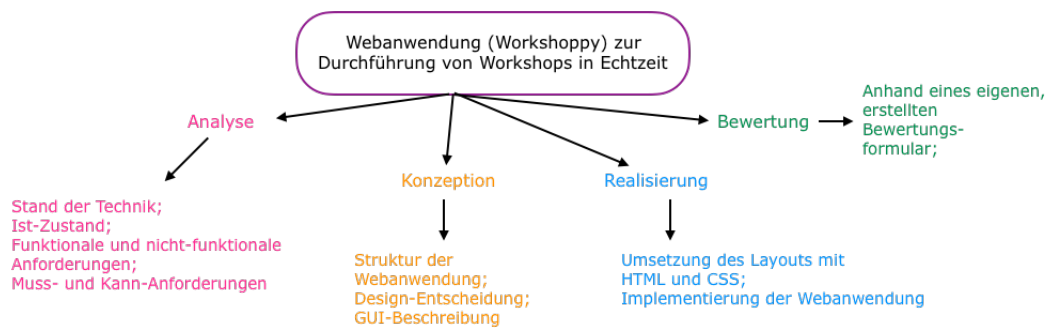 Webanwendung (Workshoppy) zur
Durchführung von Workshops in Echtzeit
Analyse
Stand der Technik;
Ist-Zustand;
Funktionale und nicht-funktionale
Anforderungen;
Muss- und Kann-Anforderungen
Konzeption
Struktur der
Webanwendung;
Design-Entscheidung;
GUI-Beschreibung
Realisierung
Umsetzung des Layouts mit
HTML und CSS;
Implementierung der Webanwendung
Bewertung
Anhand eines eigenen,
erstellten
Bewertungs-
formular;